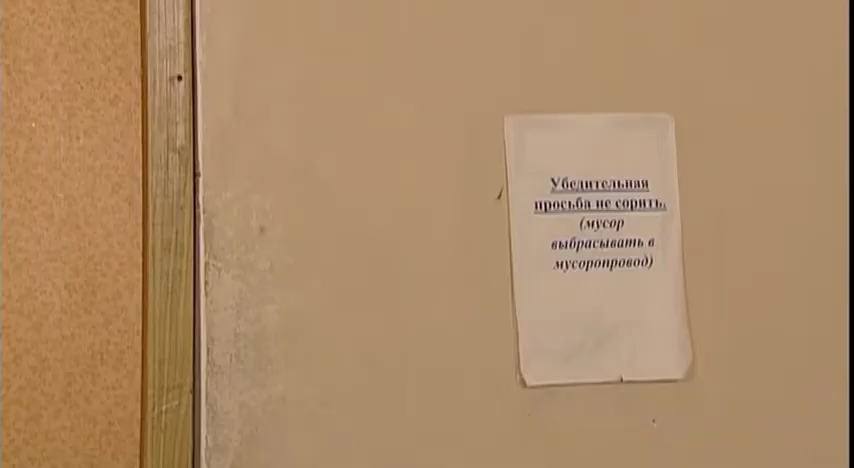 Убедительная
просьба не сорить.
(мусор
выбрасывать в
мусоропровод)